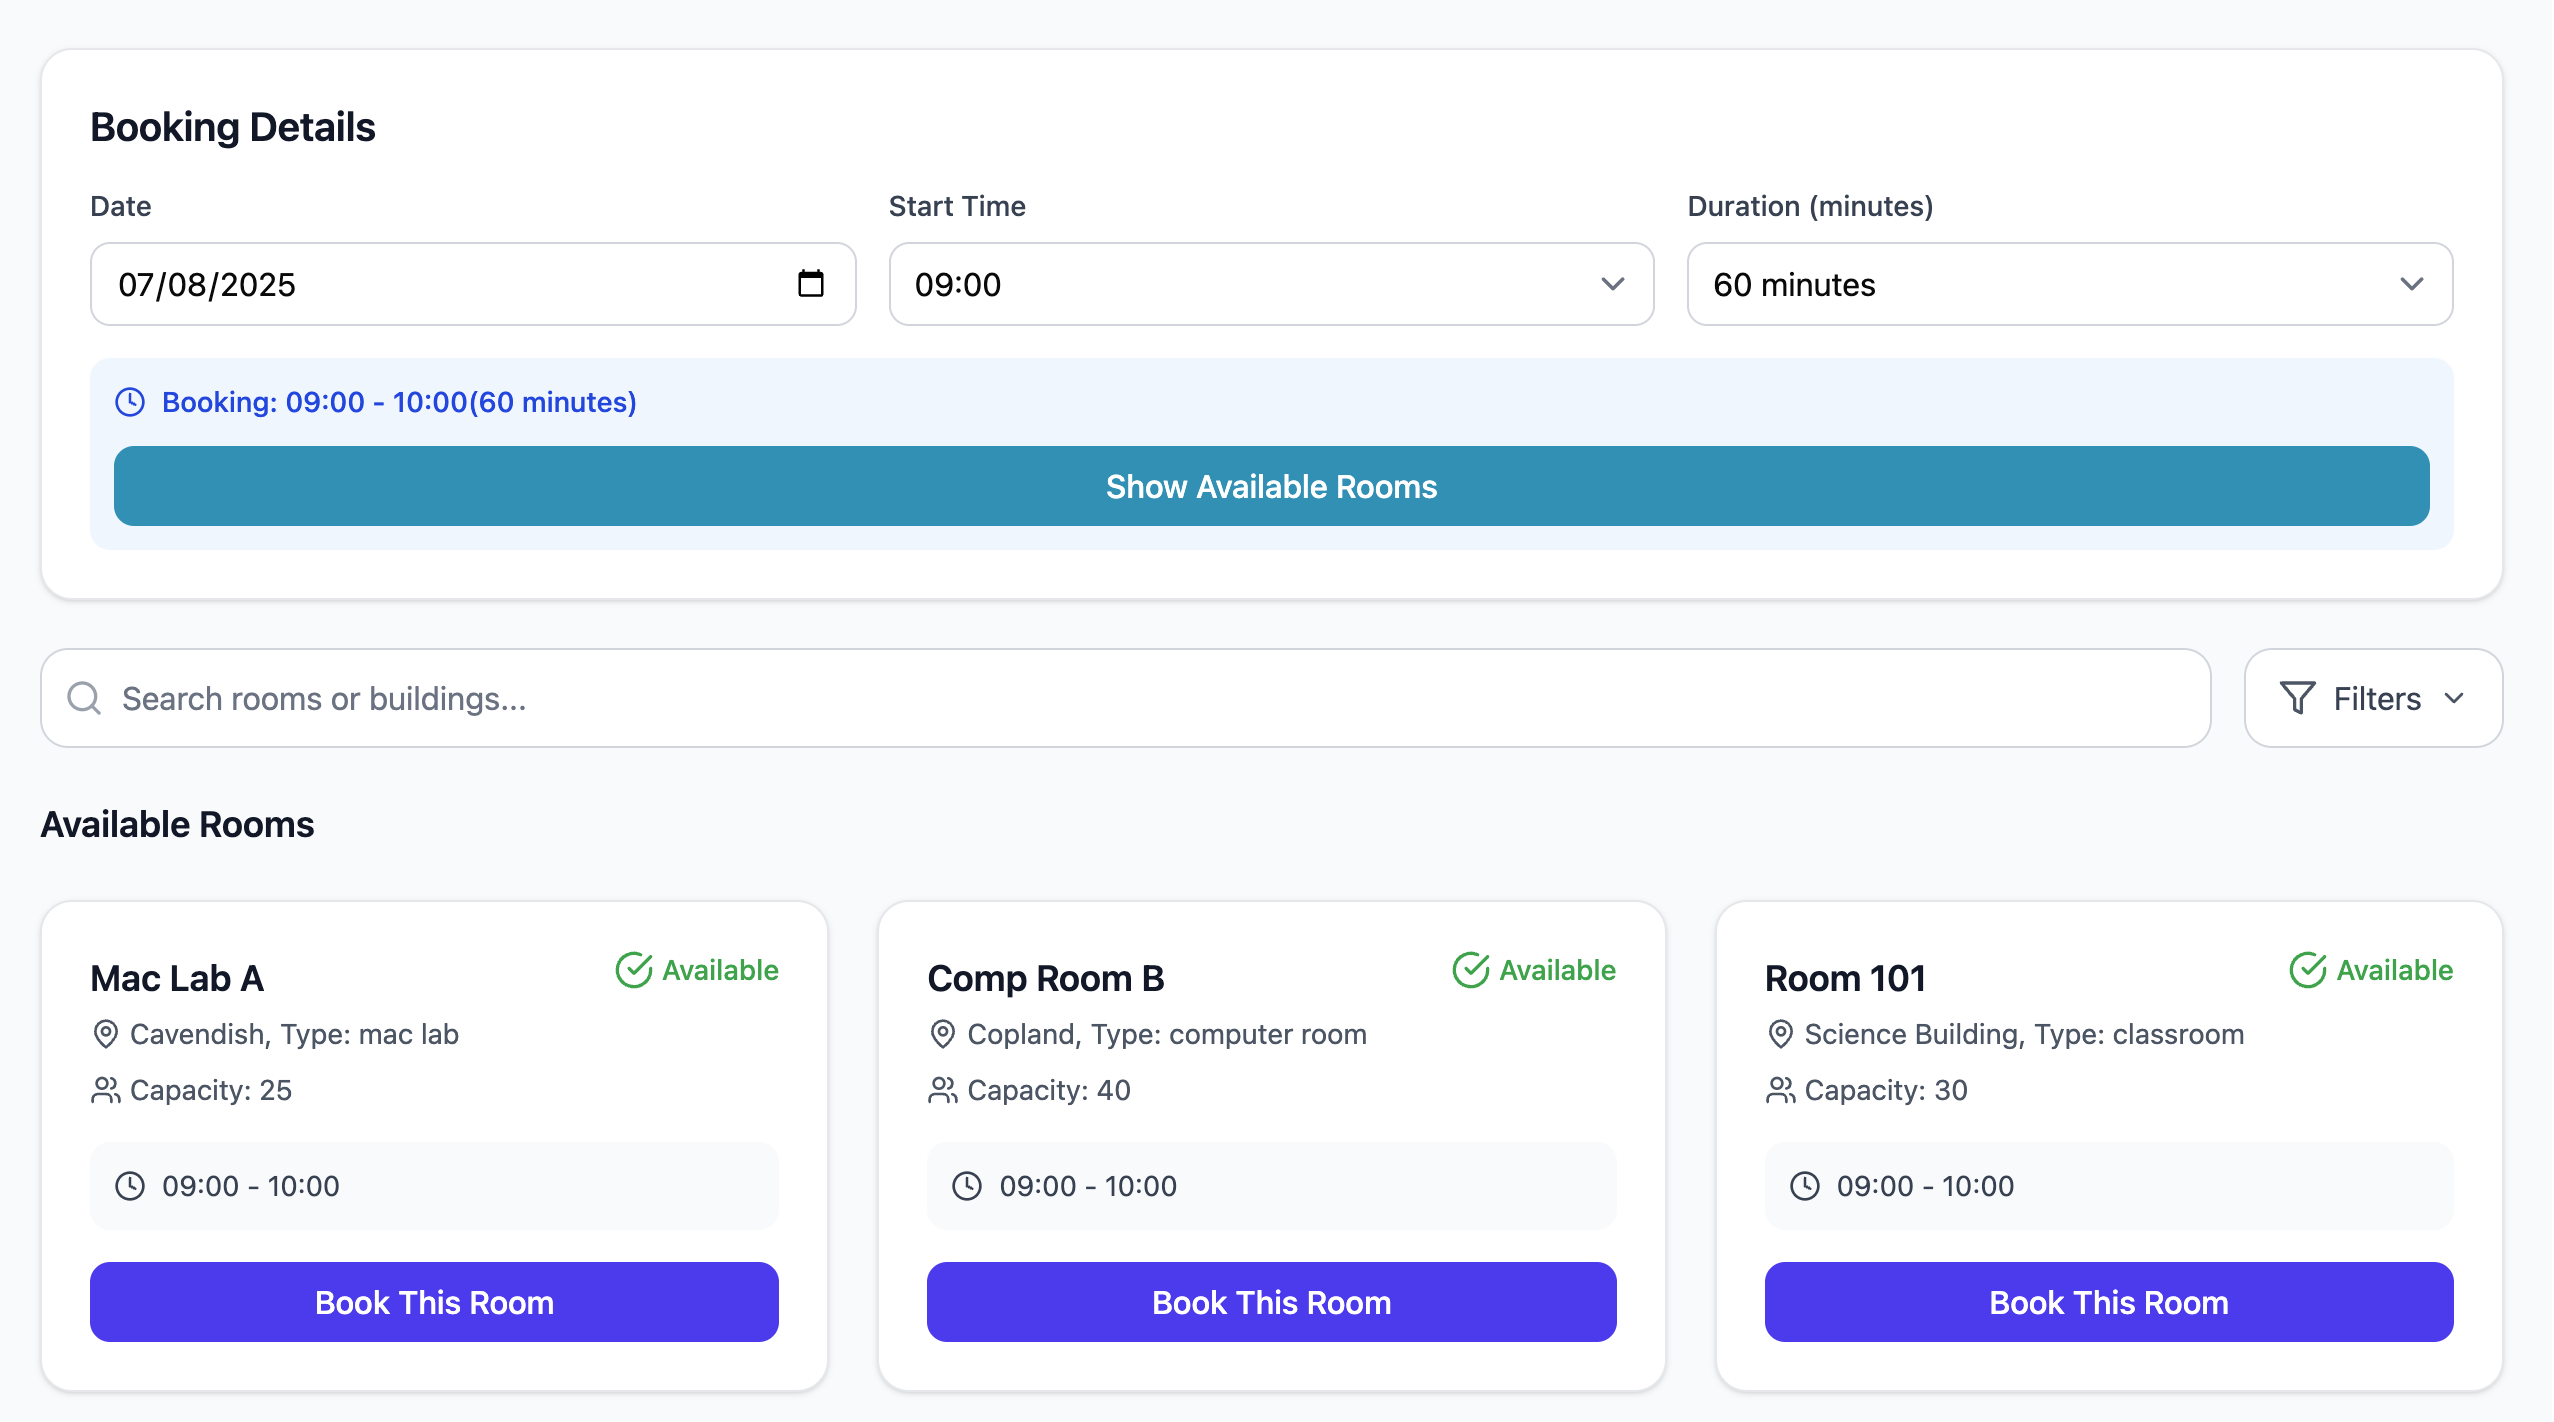 Booking Details
Date
Start Time
Duration (minutes)
07/08/2025
09:00
60 minutes
Booking: 09:00 - 10:00(60 minutes)
Show Available Rooms
Search rooms or buildings...
Filters
Available Rooms
Mac Lab A
Available
Cavendish, Type: mac lab
Capacity: 25
09:00 - 10:00
Book This Room
Comp Room B
Available
Copland, Type: computer room
Capacity: 40
09:00 - 10:00
Book This Room
Room 101
Available
Science Building, Type: classroom
Capacity: 30
09:00 - 10:00
Book This Room